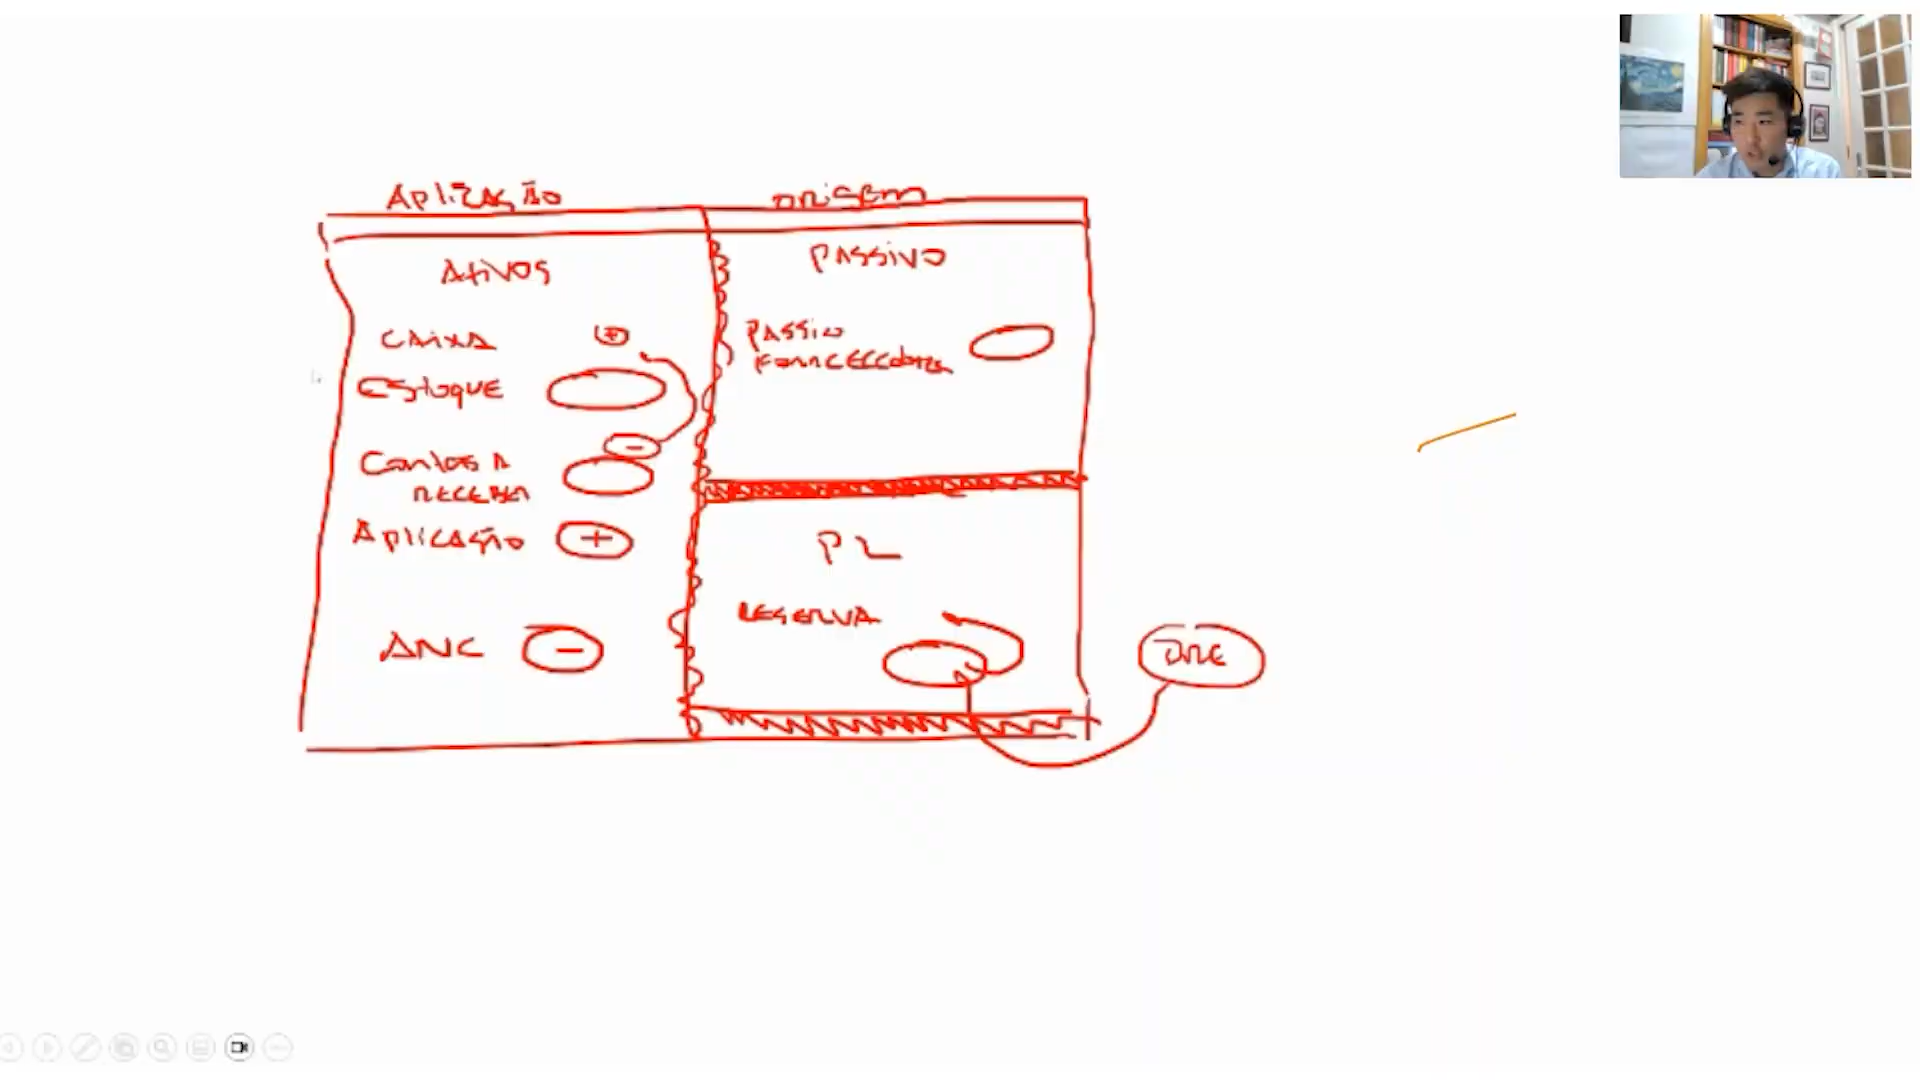 Aplicação
origem
Ativos
Passivo
Caixa +
Passivo
Estoque
Fornecedores
-
Contas a
receber
Aplicação +
PL
Reserva
ANC -
DRE